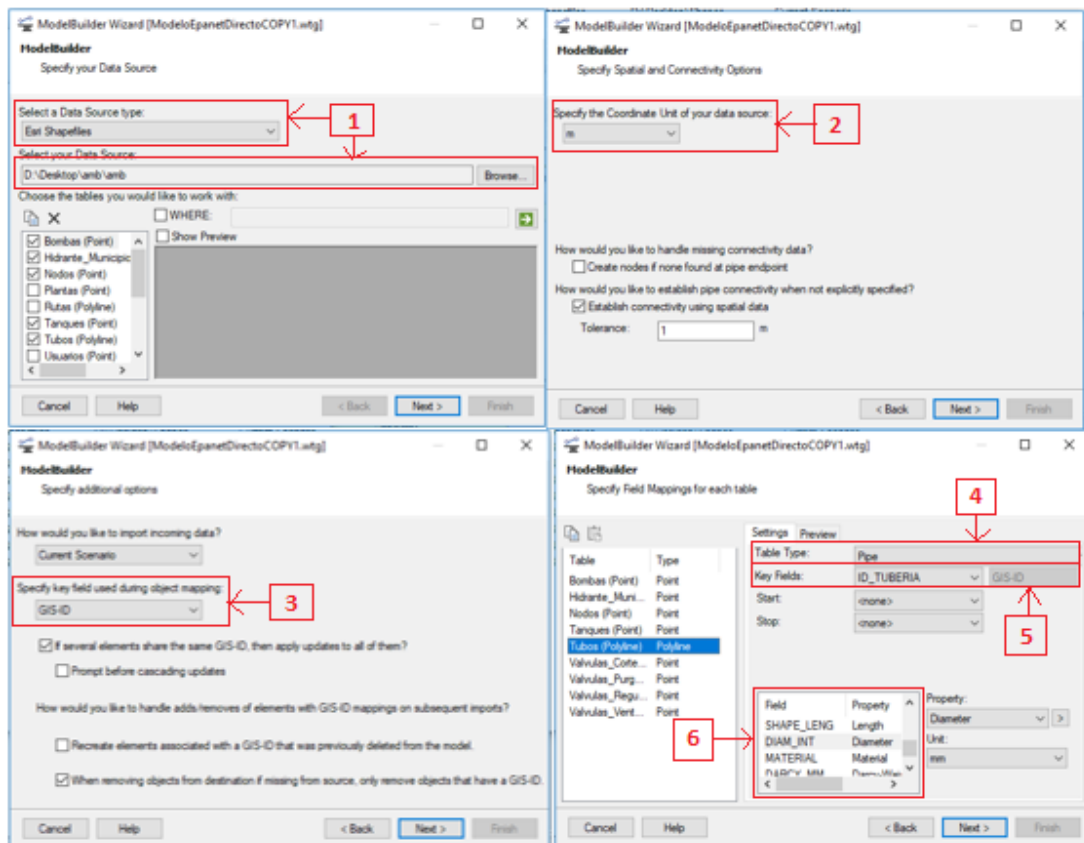 ModelBuilder Wizard [ModeloEpanetDirectoCOPY1.wtg]
ModelBuilder
Specify your Data Source
Select a Data Source type:
Esri Shapefiles
1
Select your Data Source:
D:\Desktop\amb\amb
Browse...
Choose the tables you would like to work with:
WHERE:
Show Preview
Bombas (Point)
Hidrante_Municipic
Nodos (Point)
Plantas (Point)
Rutas (Polyline)
Tanques (Point)
Tubos (Polyline)
Usuarios (Point)
Cancel Help < Back Next > Finish
ModelBuilder Wizard [ModeloEpanetDirectoCOPY1.wtg]
ModelBuilder
Specify Spatial and Connectivity Options
Specify the Coordinate Unit of your data source:
m
2
How would you like to handle missing connectivity data?
Create nodes if none found at pipe endpoint
How would you like to establish pipe connectivity when not explicitly specified?
Establish connectivity using spatial data
Tolerance: 1 m
Cancel Help < Back Next > Finish
ModelBuilder Wizard [ModeloEpanetDirectoCOPY1.wtg]
ModelBuilder
Specify additional options
How would you like to import incoming data?
Current Scenario
Specify key field used during object mapping:
GIS-ID
3
If several elements share the same GIS-ID, then apply updates to all of them?
Prompt before cascading updates
How would you like to handle adds/removes of elements with GIS-ID mappings on subsequent imports?
Recreate elements associated with a GIS-ID that was previously deleted from the model.
When removing objects from destination if missing from source, only remove objects that have a GIS-ID.
Cancel Help < Back Next > Finish
ModelBuilder Wizard [ModeloEpanetDirectoCOPY1.wtg]
ModelBuilder
Specify Field Mappings for each table
4
Settings Preview
Table Type: Pipe
Key Fields: ID_TUBERIA GIS-ID
Start: <none>
Stop: <none>
5
Table Type
Bombas (Point) Point
Hidrante_Muni... Point
Nodos (Point) Point
Tanques (Point) Point
Tubos (Polyline) Polyline
Valvulas_Corte... Point
Valvulas_Purg... Point
Valvulas_Regu... Point
Valvulas_Vent... Point
6
Field Property
SHAPE_LENG Length
DIAM_INT Diameter
MATERIAL Material
DARCY_MM
Property:
Diameter
Unit:
mm
Cancel Help < Back Next > Finish